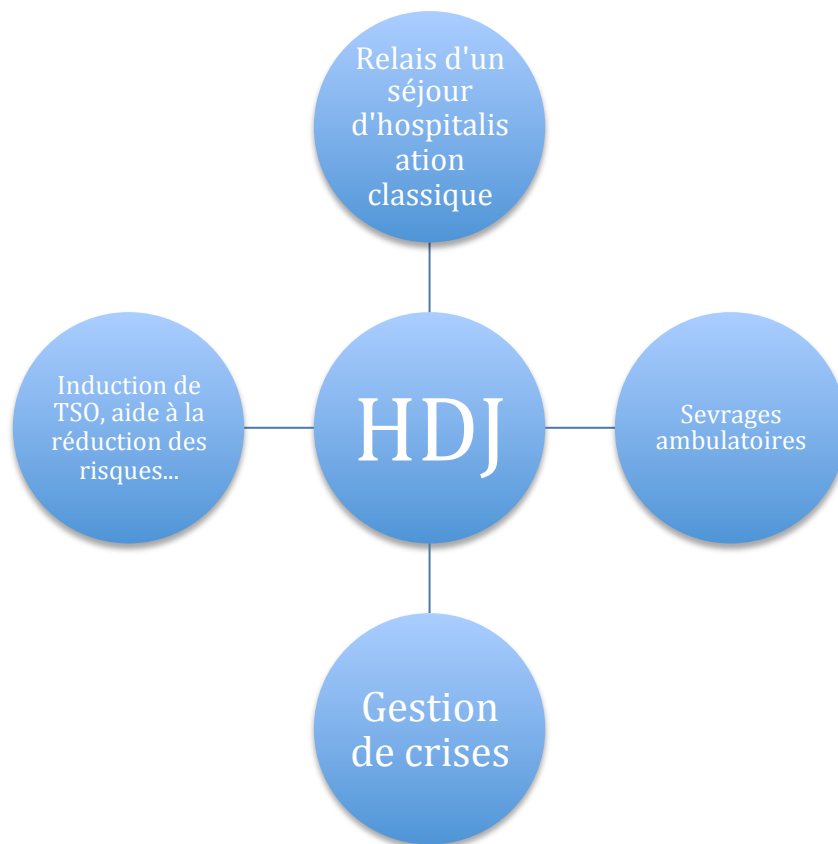 Relais d'un
séjour
d'hospitalis
ation
classique
Induction de
TSO, aide à la
réduction des
risques...
HDJ
Sevrages
ambulatoires
Gestion
de crises